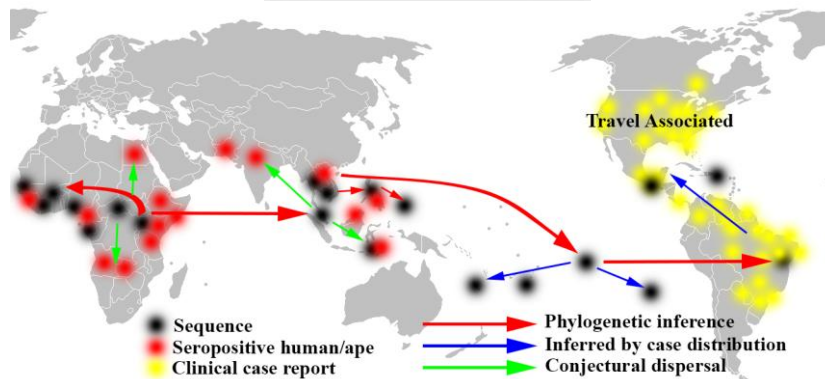 Travel Associated
Sequence
Seropositive human/ape
Clinical case report
Phylogenetic inference
Inferred by case distribution
Conjectural dispersal